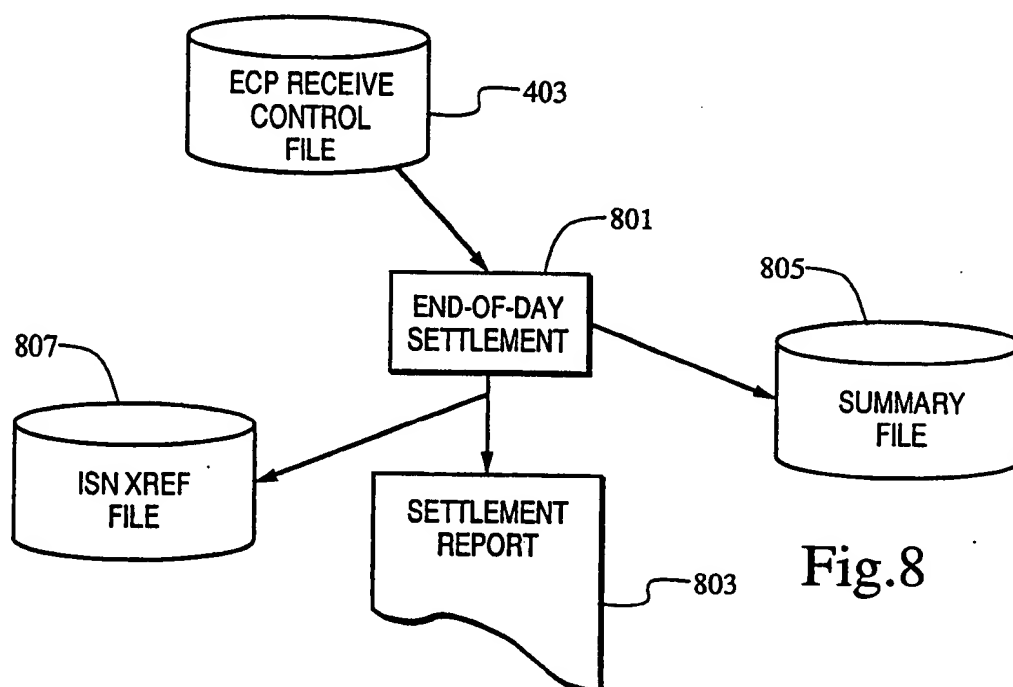 ECP RECEIVE
CONTROL
FILE
403
801
END-OF-DAY
SETTLEMENT
805
SUMMARY
FILE
807
ISN XREF
FILE
SETTLEMENT
REPORT
803
Fig.8